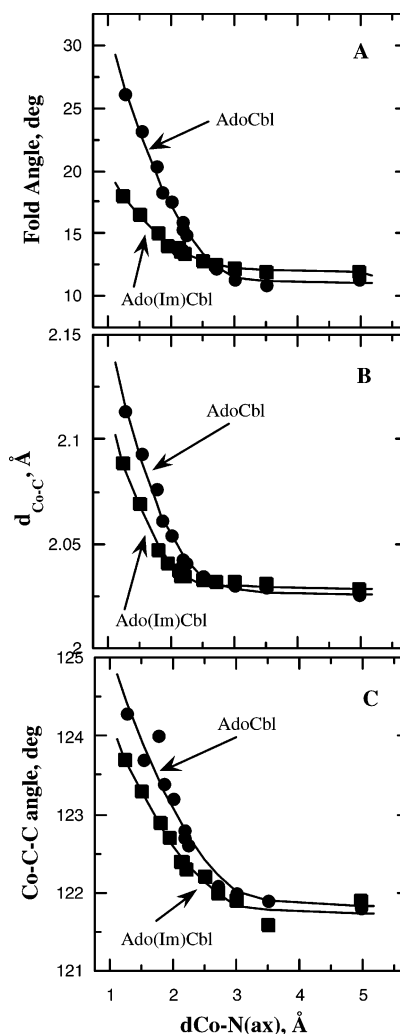 30
25
20
15
10
Fold Angle, deg
A
AdoCbl
Ado(Im)Cbl
2.15
2.1
2.05
2
d Co-C, Å
B
AdoCbl
Ado(Im)Cbl
125
124
123
122
121
Co-C-C angle, deg
C
AdoCbl
Ado(Im)Cbl
1 2 3 4 5
dCo-N(ax), Å